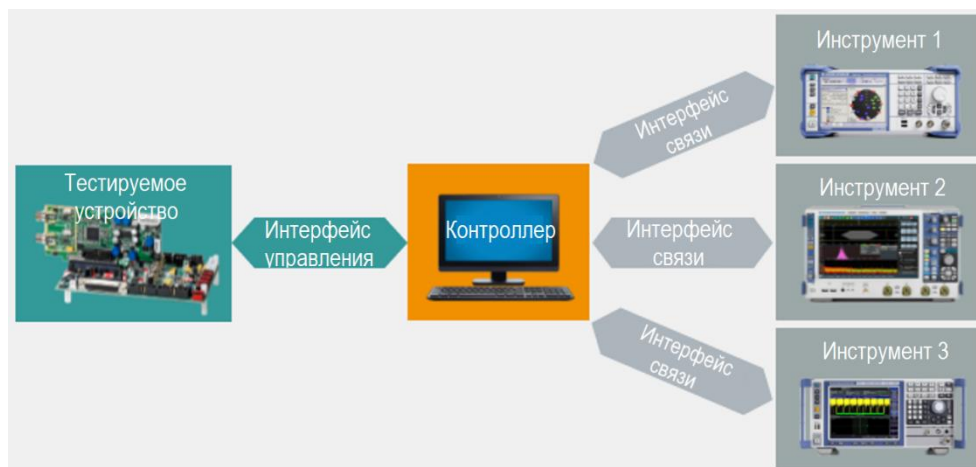 Тестируемое
устройство
Интерфейс
управления
Контроллер
Интерфейс
связи
Интерфейс
связи
Интерфейс
связи
Инструмент 1
Инструмент 2
Инструмент 3